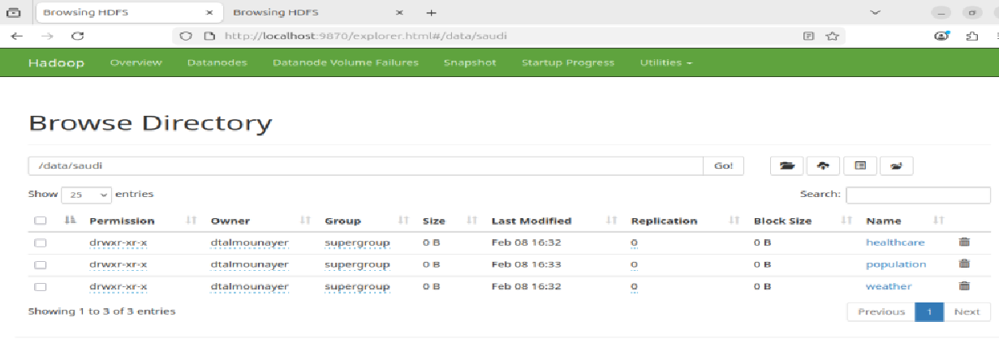 Browsing HDFS × Browsing HDFS × +
http://localhost:9870/explorer.html#/data/saudi
Hadoop Overview Datanodes Datanode Volume Failures Snapshot Startup Progress Utilities
Browse Directory
/data/saudi Go!
Show 25 entries Search:
Permission Owner Group Size Last Modified Replication Block Size Name
drwxr-xr-x dtalmounayer supergroup 0 B Feb 08 16:32 0 0 B healthcare
drwxr-xr-x dtalmounayer supergroup 0 B Feb 08 16:33 0 0 B population
drwxr-xr-x dtalmounayer supergroup 0 B Feb 08 16:32 0 0 B weather
Showing 1 to 3 of 3 entries Previous 1 Next